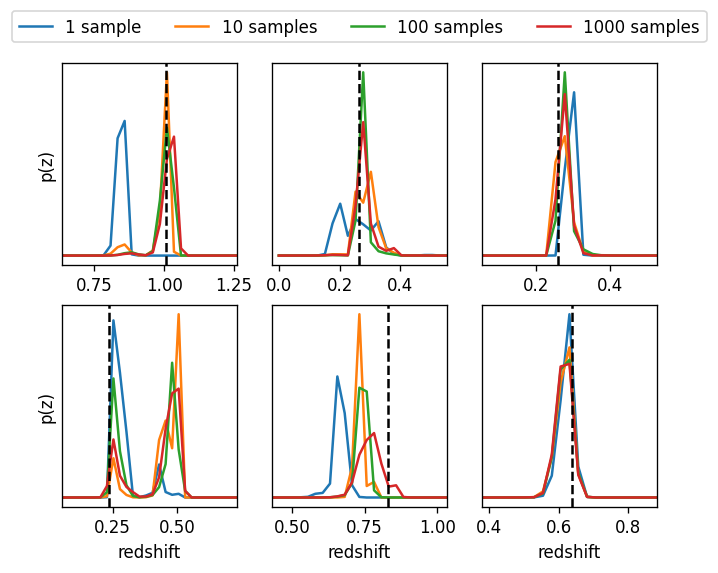 1 sample 10 samples 100 samples 1000 samples
p(z)
0.75 1.00 1.25
0.0 0.2 0.4
0.2 0.4
p(z)
0.25 0.50
0.50 0.75 1.00
0.4 0.6 0.8
redshift redshift redshift